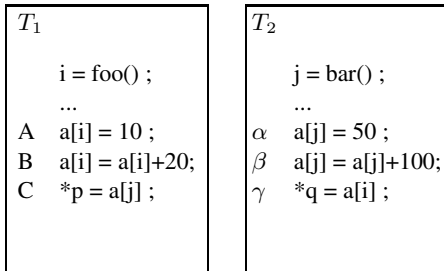 T₁
i = foo() ;
...
A a[i] = 10 ;
B a[i] = a[i]+20;
C *p = a[j] ;
T₂
j = bar() ;
...
α a[j] = 50 ;
β a[j] = a[j]+100;
γ *q = a[i] ;